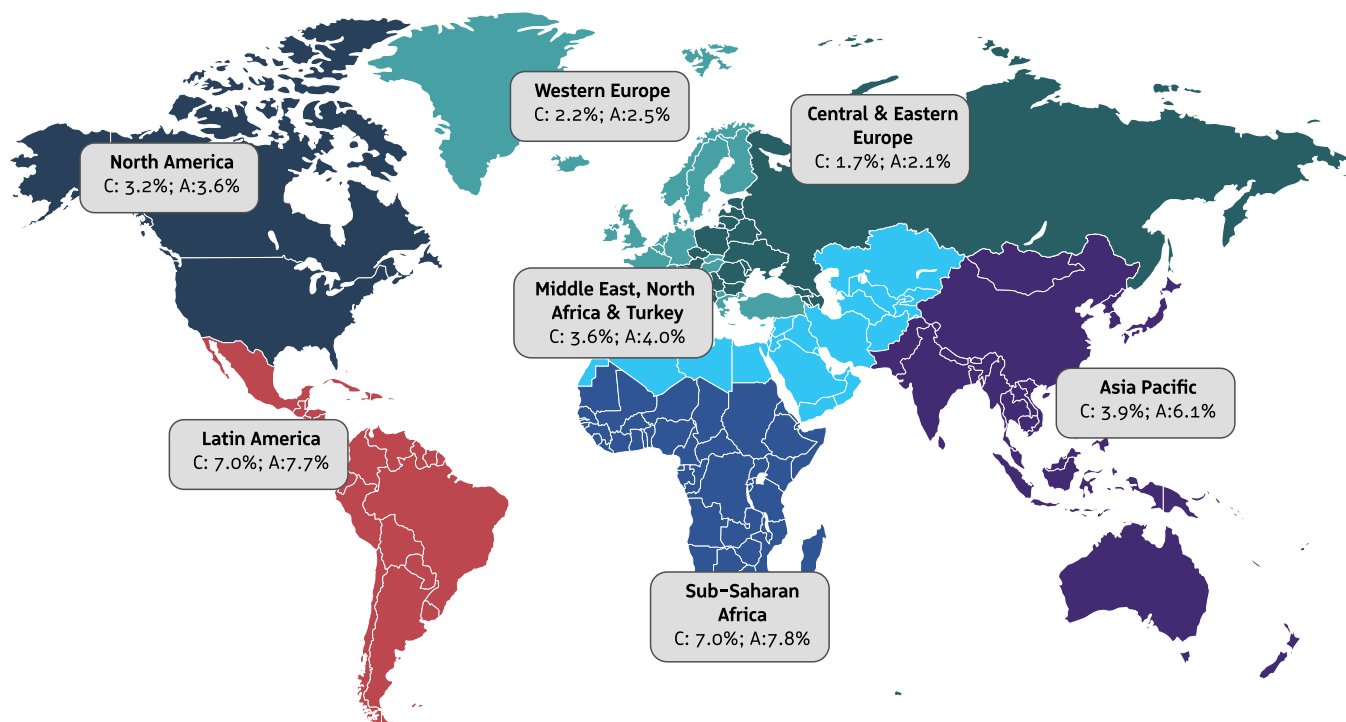 Western Europe
C: 2.2%; A:2.5%
Central & Eastern
Europe
C: 1.7%; A:2.1%
North America
C: 3.2%; A:3.6%
Middle East, North
Africa & Turkey
C: 3.6%; A:4.0%
Asia Pacific
C: 3.9%; A:6.1%
Latin America
C: 7.0%; A:7.7%
Sub-Saharan
Africa
C: 7.0%; A:7.8%